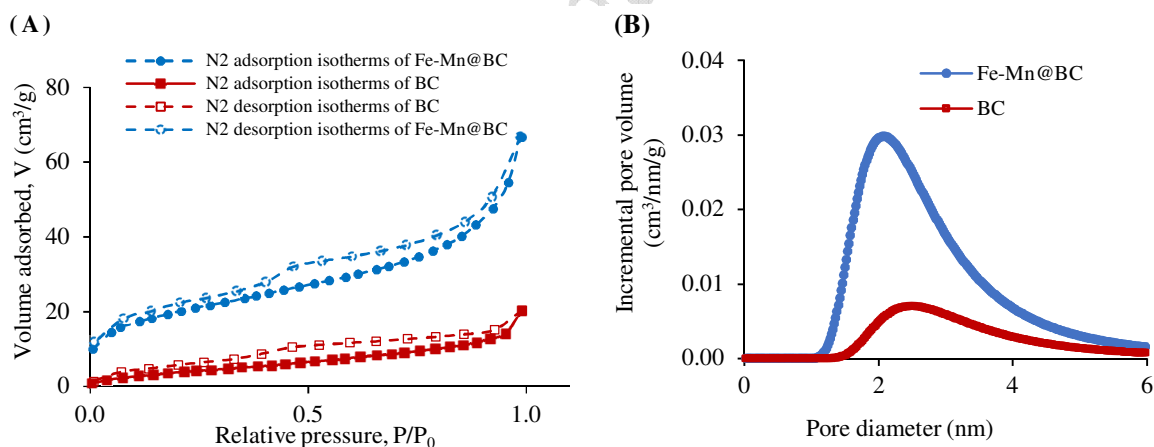 (A)
N2 adsorption isotherms of Fe-Mn@BC
N2 adsorption isotherms of BC
N2 desorption isotherms of BC
N2 desorption isotherms of Fe-Mn@BC
Volume adsorbed, V (cm³/g)
80
60
40
20
0
0.0
0.5
1.0
Relative pressure, P/P₀
(B)
Fe-Mn@BC
BC
Incremental pore volume
(cm³/nm/g)
0.04
0.03
0.02
0.01
0.00
0
2
4
6
Pore diameter (nm)